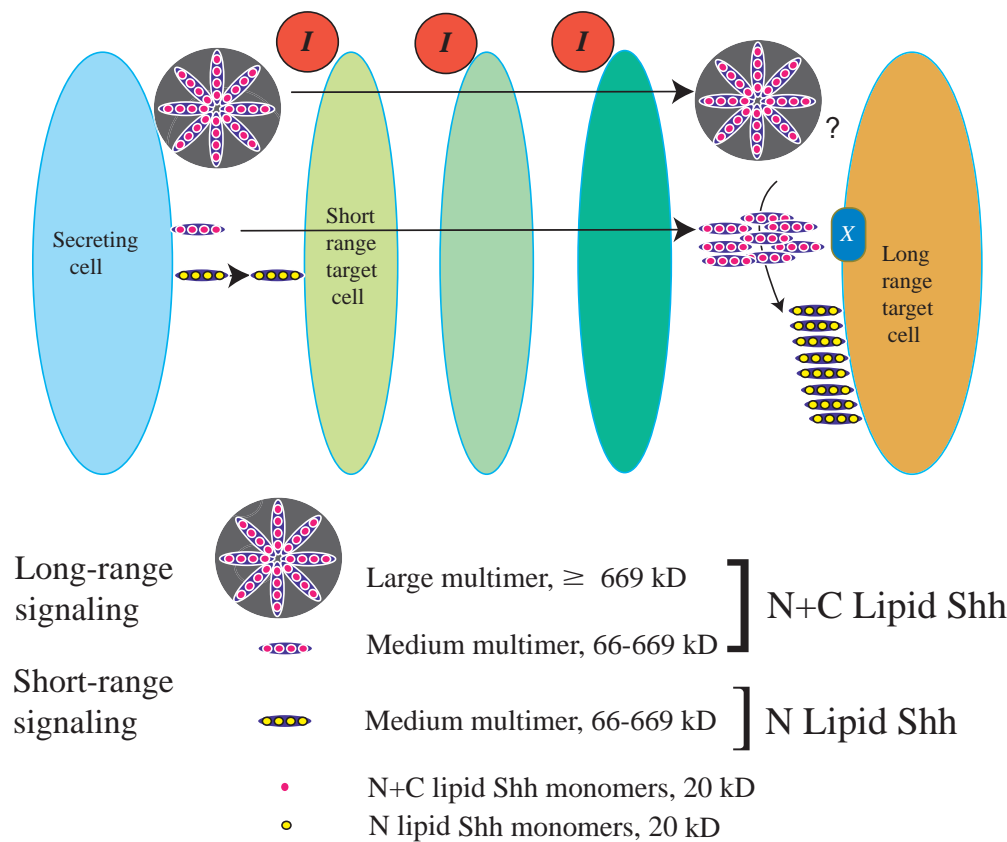 I
I
I
?
Secreting
cell
Short
range
target
cell
X
Long
range
target
cell
Long-range
signaling
Large multimer, ≥ 669 kD
N+C Lipid Shh
Medium multimer, 66-669 kD
Short-range
signaling
Medium multimer, 66-669 kD
N Lipid Shh
N+C lipid Shh monomers, 20 kD
N lipid Shh monomers, 20 kD